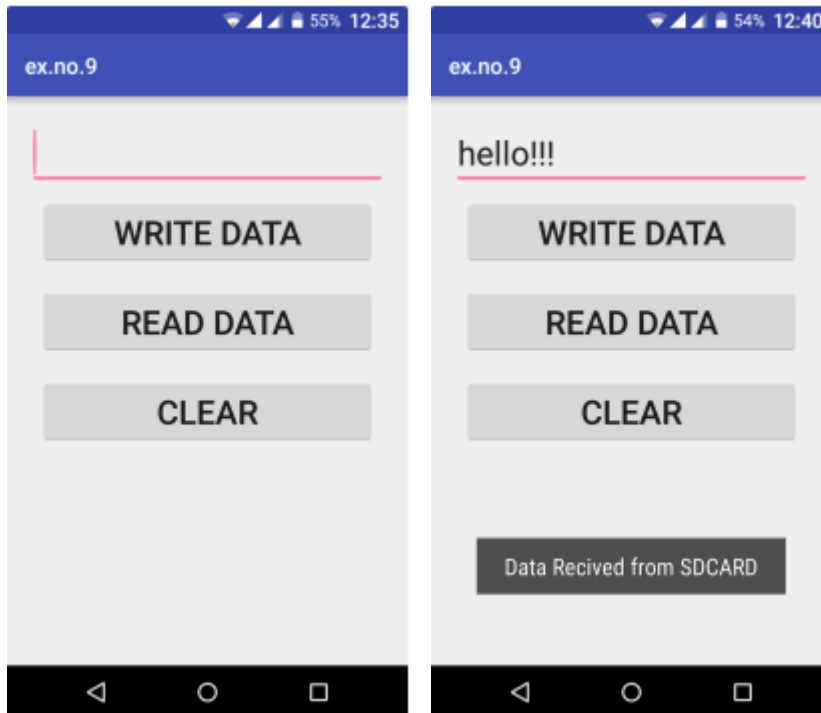 55% 12:35
ex.no.9
WRITE DATA
READ DATA
CLEAR
54% 12:40
ex.no.9
hello!!!
WRITE DATA
READ DATA
CLEAR
Data Recived from SDCARD